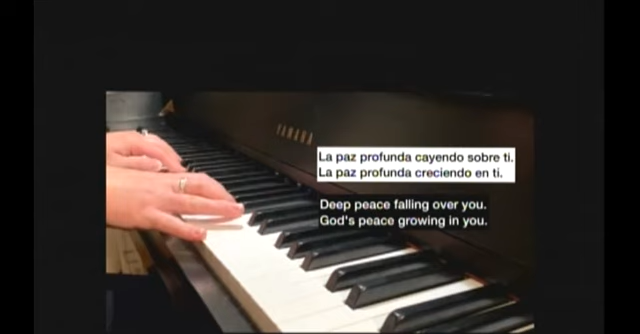 YAMAHA
La paz profunda cayendo sobre ti.
La paz profunda creciendo en ti.
Deep peace falling over you.
God's peace growing in you.